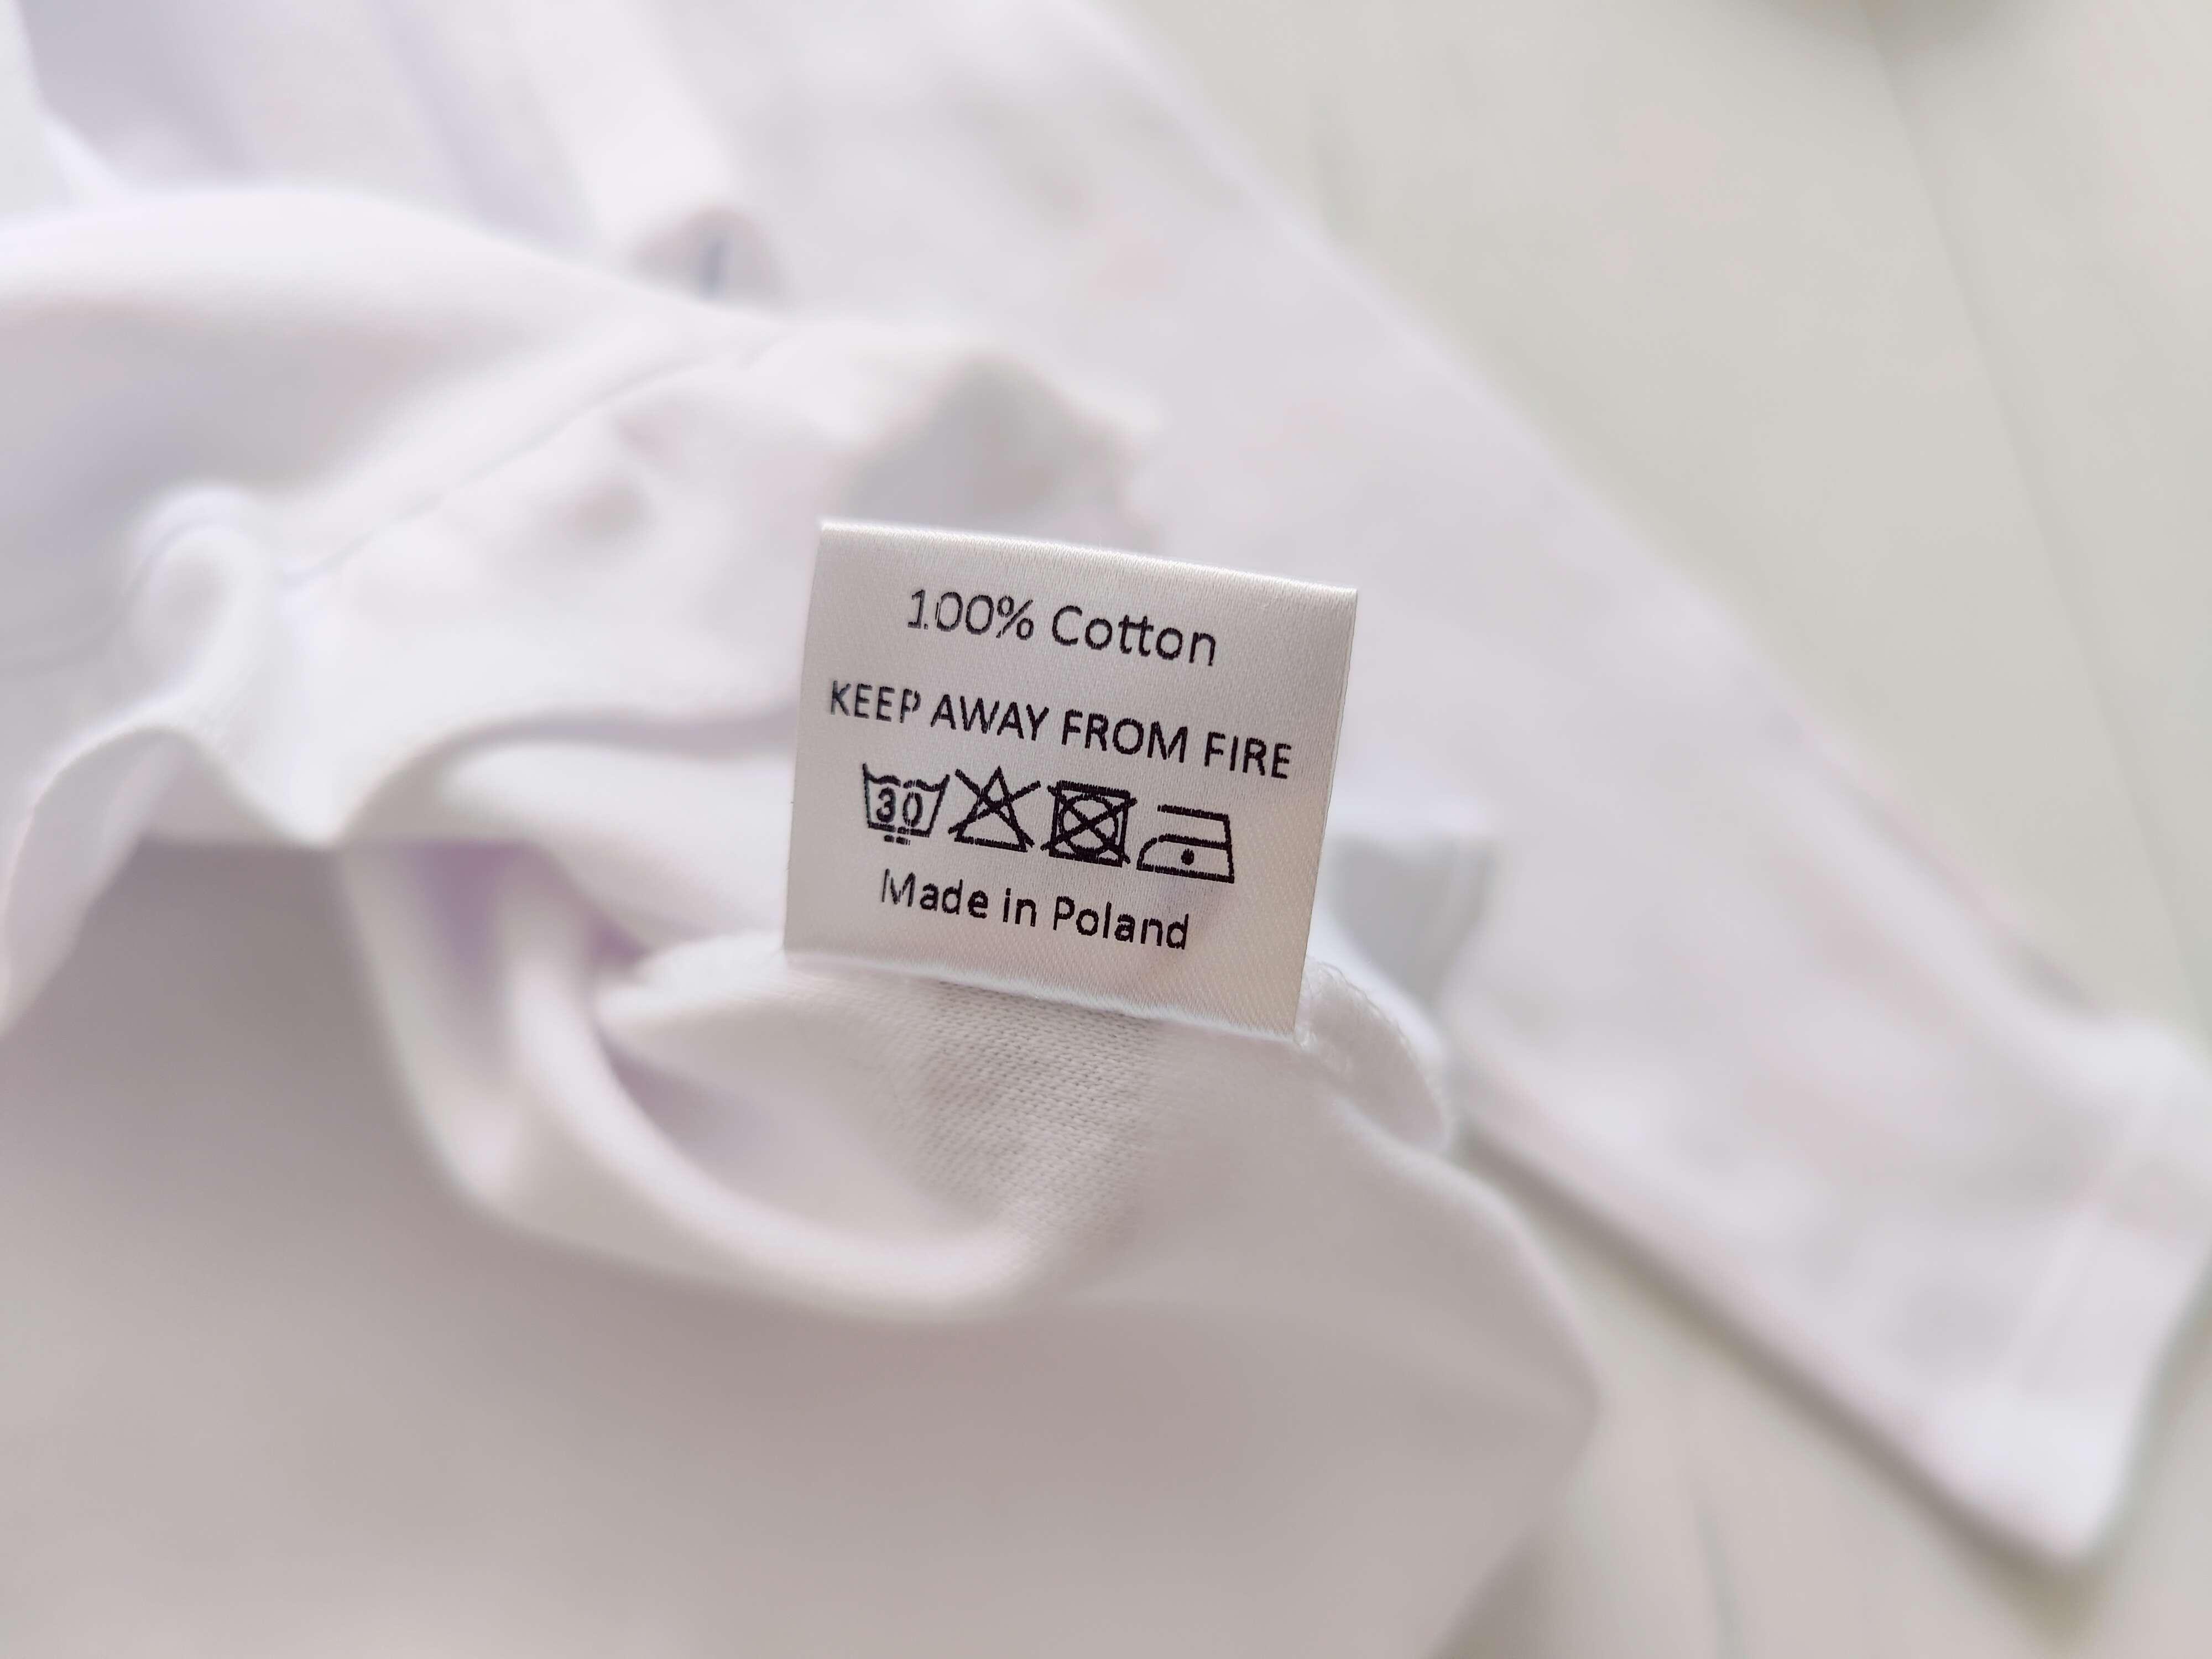 100% Cotton
KEEP AWAY FROM FIRE
30
Made in Poland